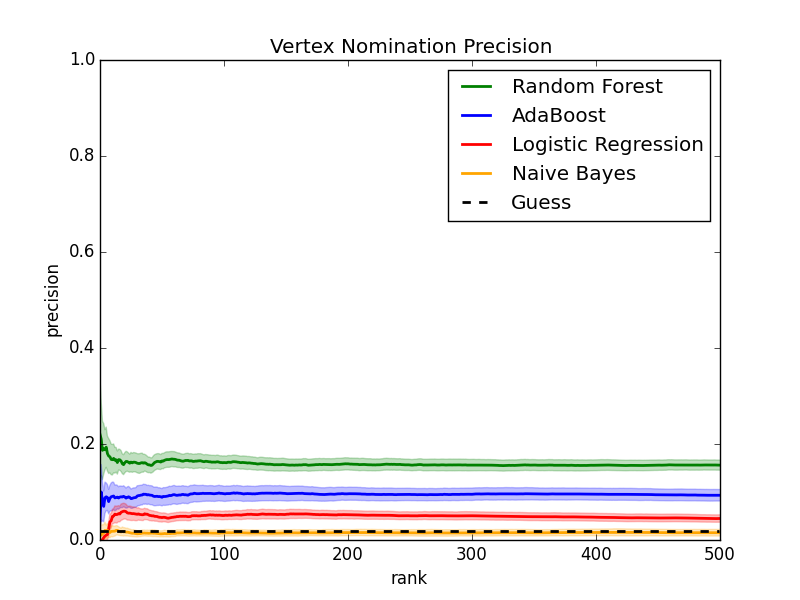 Vertex Nomination Precision
1.0
0.8
0.6
0.4
0.2
0.0
precision
Random Forest
AdaBoost
Logistic Regression
Naive Bayes
Guess
0 100 200 300 400 500
rank